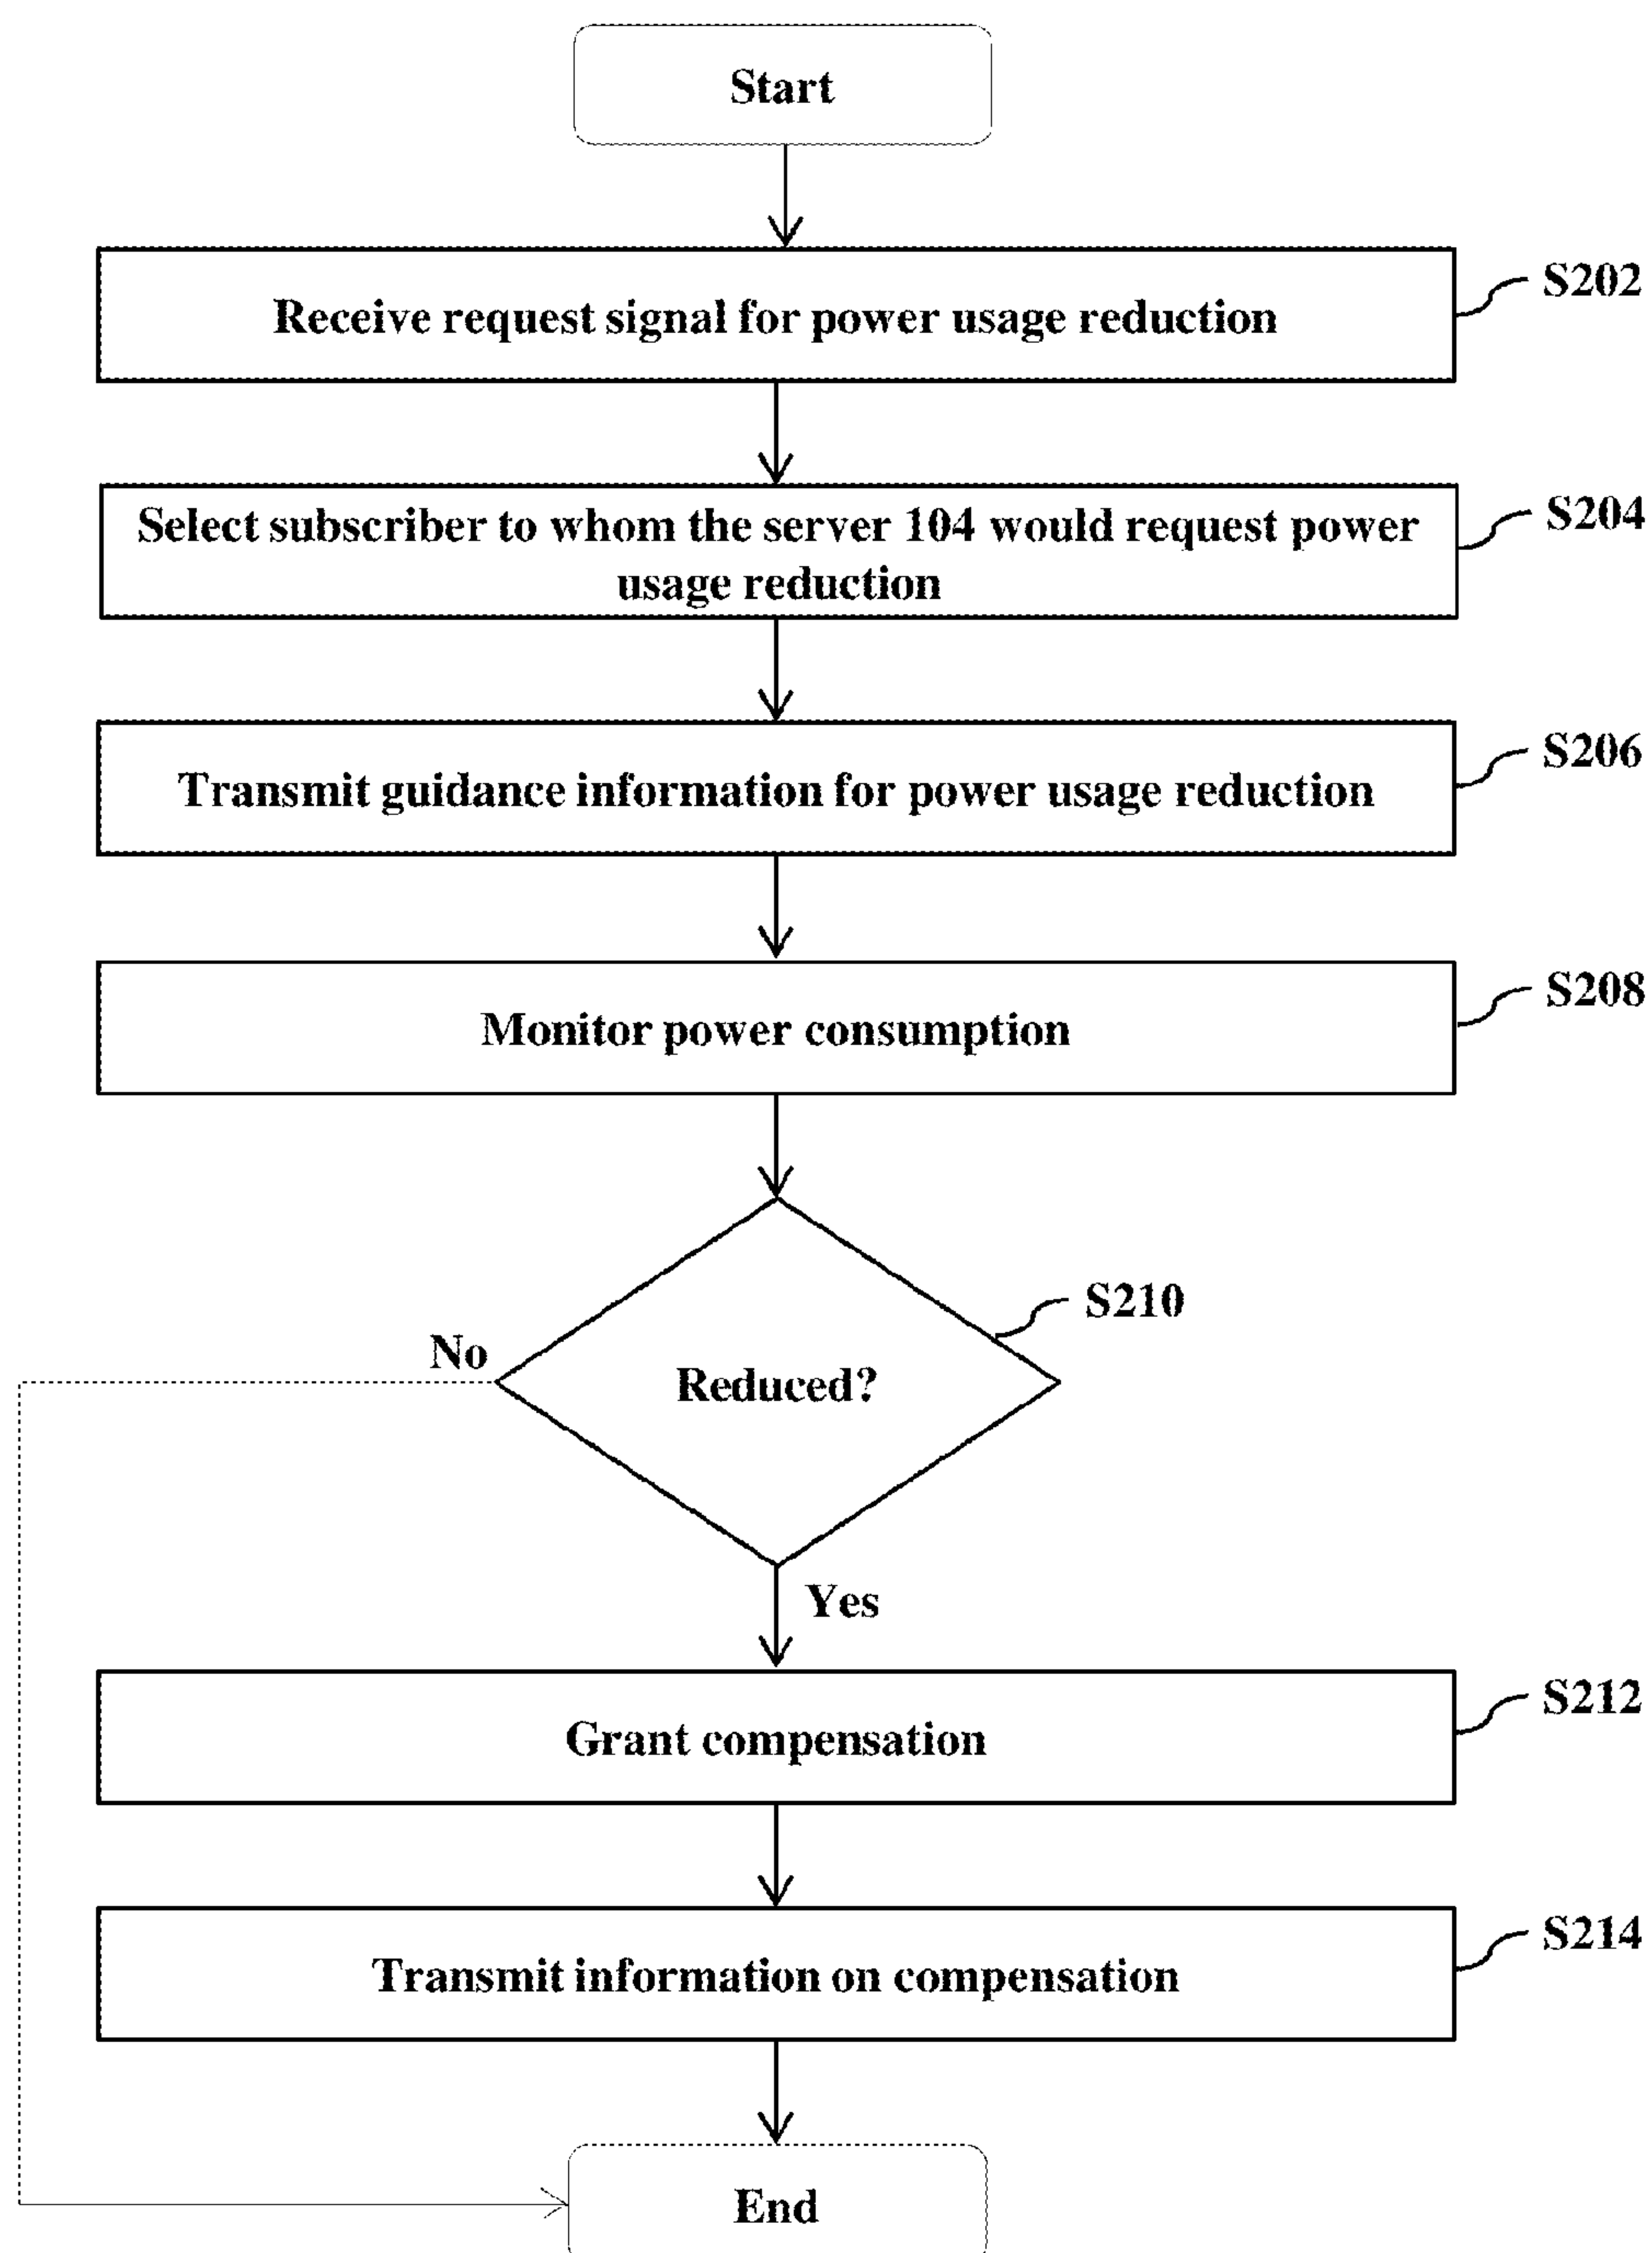 Start
Receive request signal for power usage reduction
S202
Select subscriber to whom the server 104 would request power
usage reduction
S204
Transmit guidance information for power usage reduction
S206
Monitor power consumption
S208
Reduced?
S210
No
Yes
Grant compensation
S212
Transmit information on compensation
S214
End